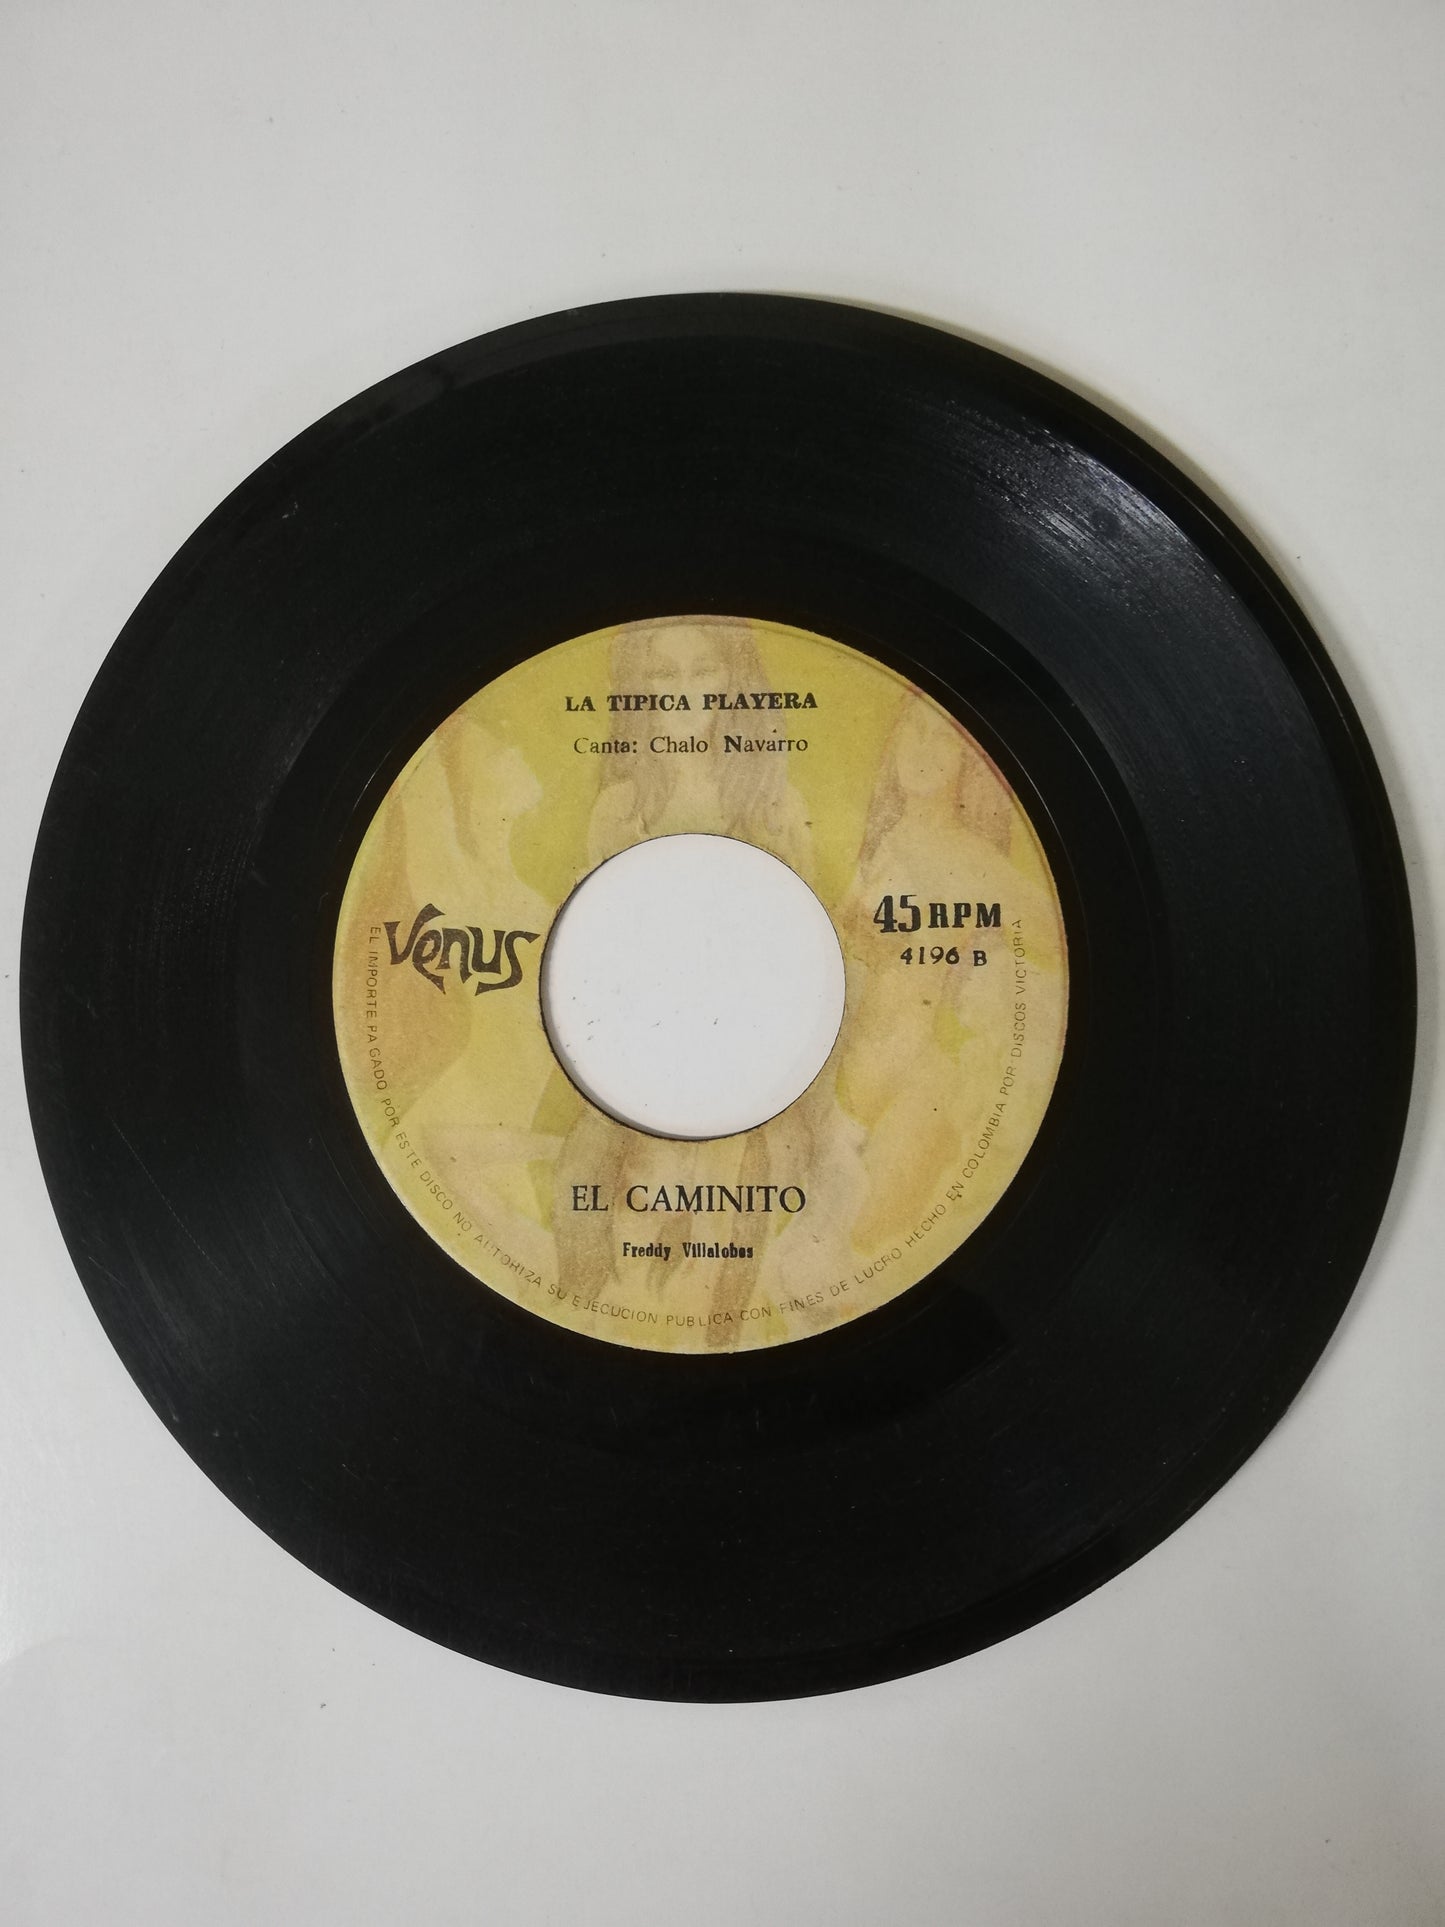 LA TIPICA PLAYERA
Canta: Chalo Navarro
Venus
45 RPM
4196 B
EL CAMINITO
Freddy Villalobos
EL IMPORTE PAGADO POR ESTE DISCO NO AUTORIZA SU EJECUCION PUBLICA CON FINES DE LUCRO HECHO EN COLOMBIA POR DISCOS VICTORIA